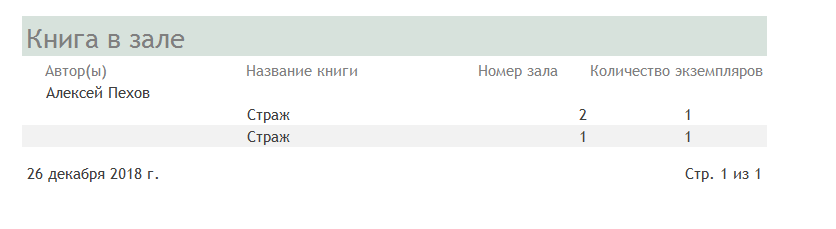 Книга в зале
Автор(ы) Название книги Номер зала Количество экземпляров
Алексей Пехов
Страж 2 1
Страж 1 1
26 декабря 2018 г. Стр. 1 из 1